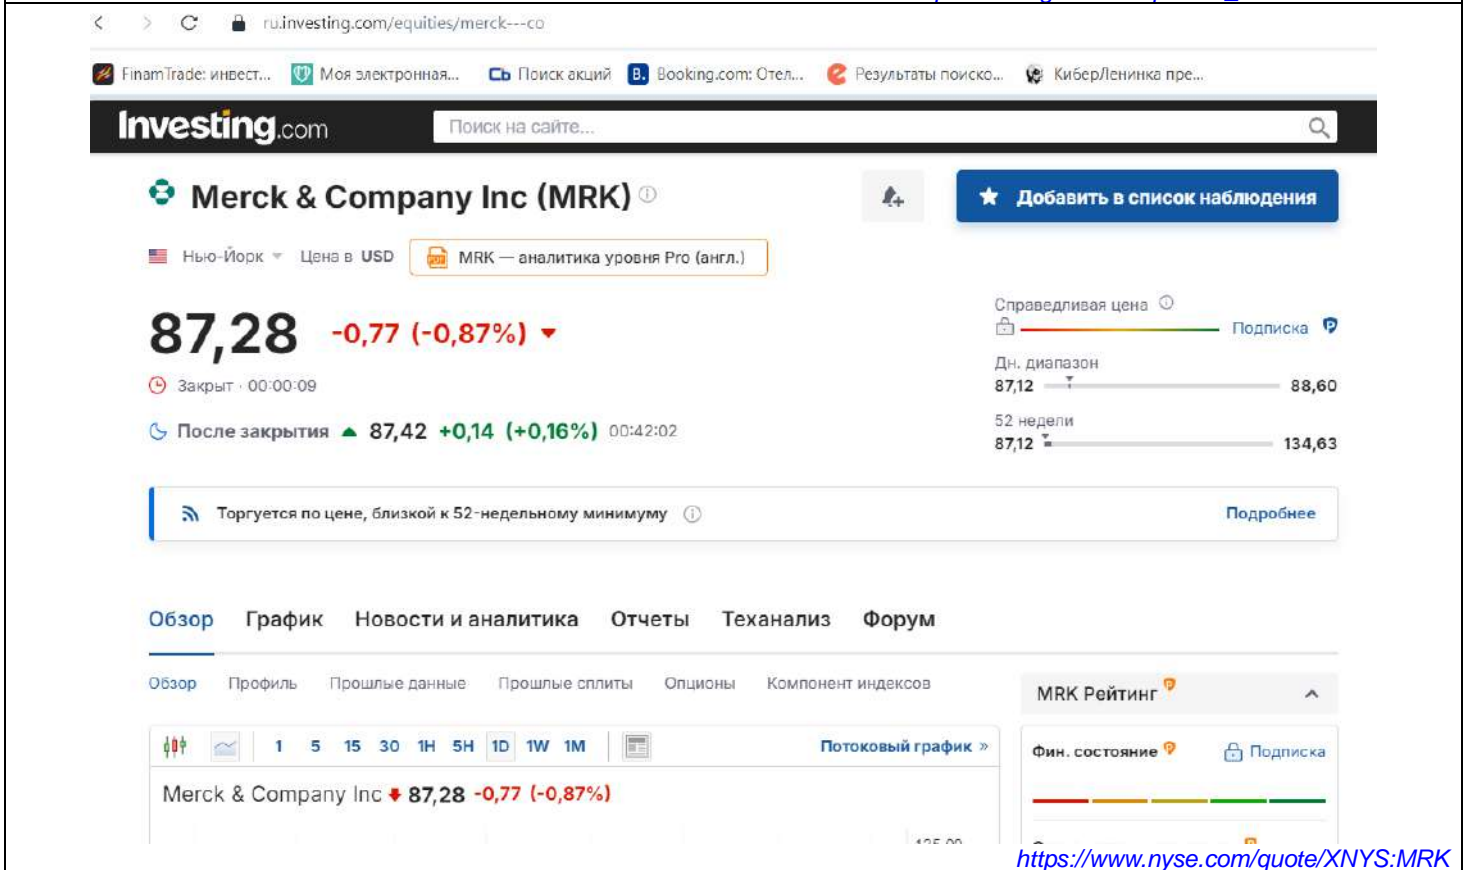 ru.investing.com/equities/merck---co
FinamTrade: инвест... Моя электронная... Сb Поиск акций B. Booking.com: Отел... Результаты поиско... КиберЛенинка пре...
Investing.com Поиск на сайте...
Merck & Company Inc (MRK)
Добавить в список наблюдения
Нью-Йорк Цена в USD MRK — аналитика уровня Pro (англ.)
87,28 -0,77 (-0,87%)
Справедливая цена
Подписка
Закрыт · 00:00:09
Дн. диапазон
87,12 88,60
После закрытия 87,42 +0,14 (+0,16%) 00:42:02
52 недели
87,12 134,63
Торгуется по цене, близкой к 52-недельному минимуму Подробнее
Обзор График Новости и аналитика Отчеты Теханализ Форум
Обзор Профиль Прошлые данные Прошлые сплиты Опционы Компонент индексов
MRK Рейтинг
1 5 15 30 1H 5H 1D 1W 1M Потоковый график »
Фин. состояние Подписка
Merck & Company Inc 87,28 -0,77 (-0,87%)
https://www.nyse.com/quote/XNYS:MRK